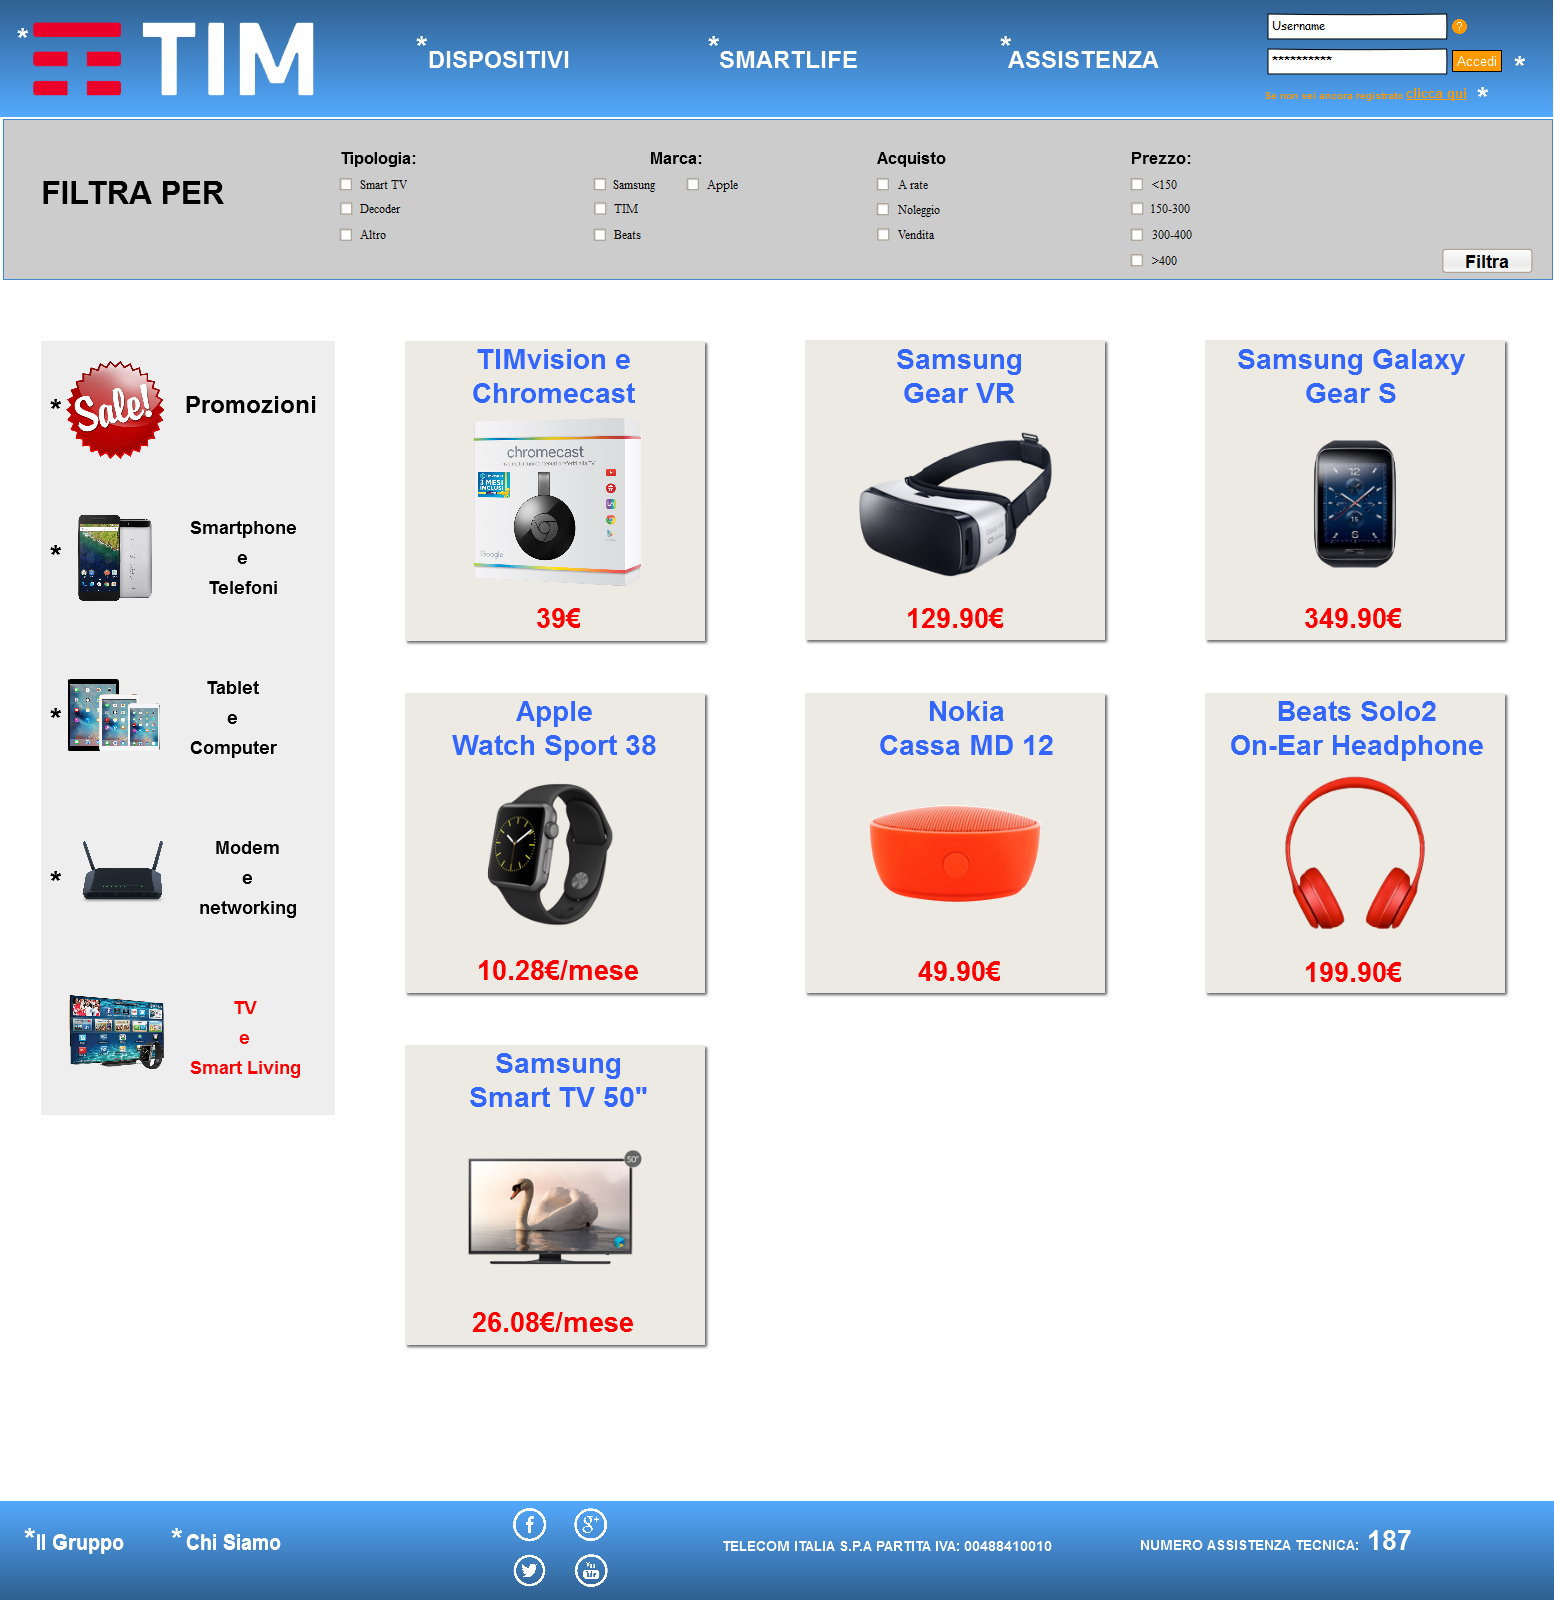 *
TIM
*DISPOSITIVI
*SMARTLIFE
*ASSISTENZA
Username
?
**********
Accedi
*
Se non sei ancora registrato clicca qui *
FILTRA PER
Tipologia:
Smart TV
Decoder
Altro
Marca:
Samsung
Apple
TIM
Beats
Acquisto
A rate
Noleggio
Vendita
Prezzo:
<150
150-300
300-400
>400
Filtra
*
Sale!
Promozioni
*
Smartphone
e
Telefoni
*
Tablet
e
Computer
*
Modem
e
networking
TV
e
Smart Living
TIMvision e
Chromecast
chromecast
3 MESI
INCLUSI
Google
39€
Samsung
Gear VR
129.90€
Samsung Galaxy
Gear S
349.90€
Apple
Watch Sport 38
10.28€/mese
Nokia
Cassa MD 12
49.90€
Beats Solo2
On-Ear Headphone
199.90€
Samsung
Smart TV 50"
50"
26.08€/mese
*Il Gruppo
* Chi Siamo
TELECOM ITALIA S.P.A PARTITA IVA: 00488410010
NUMERO ASSISTENZA TECNICA: 187